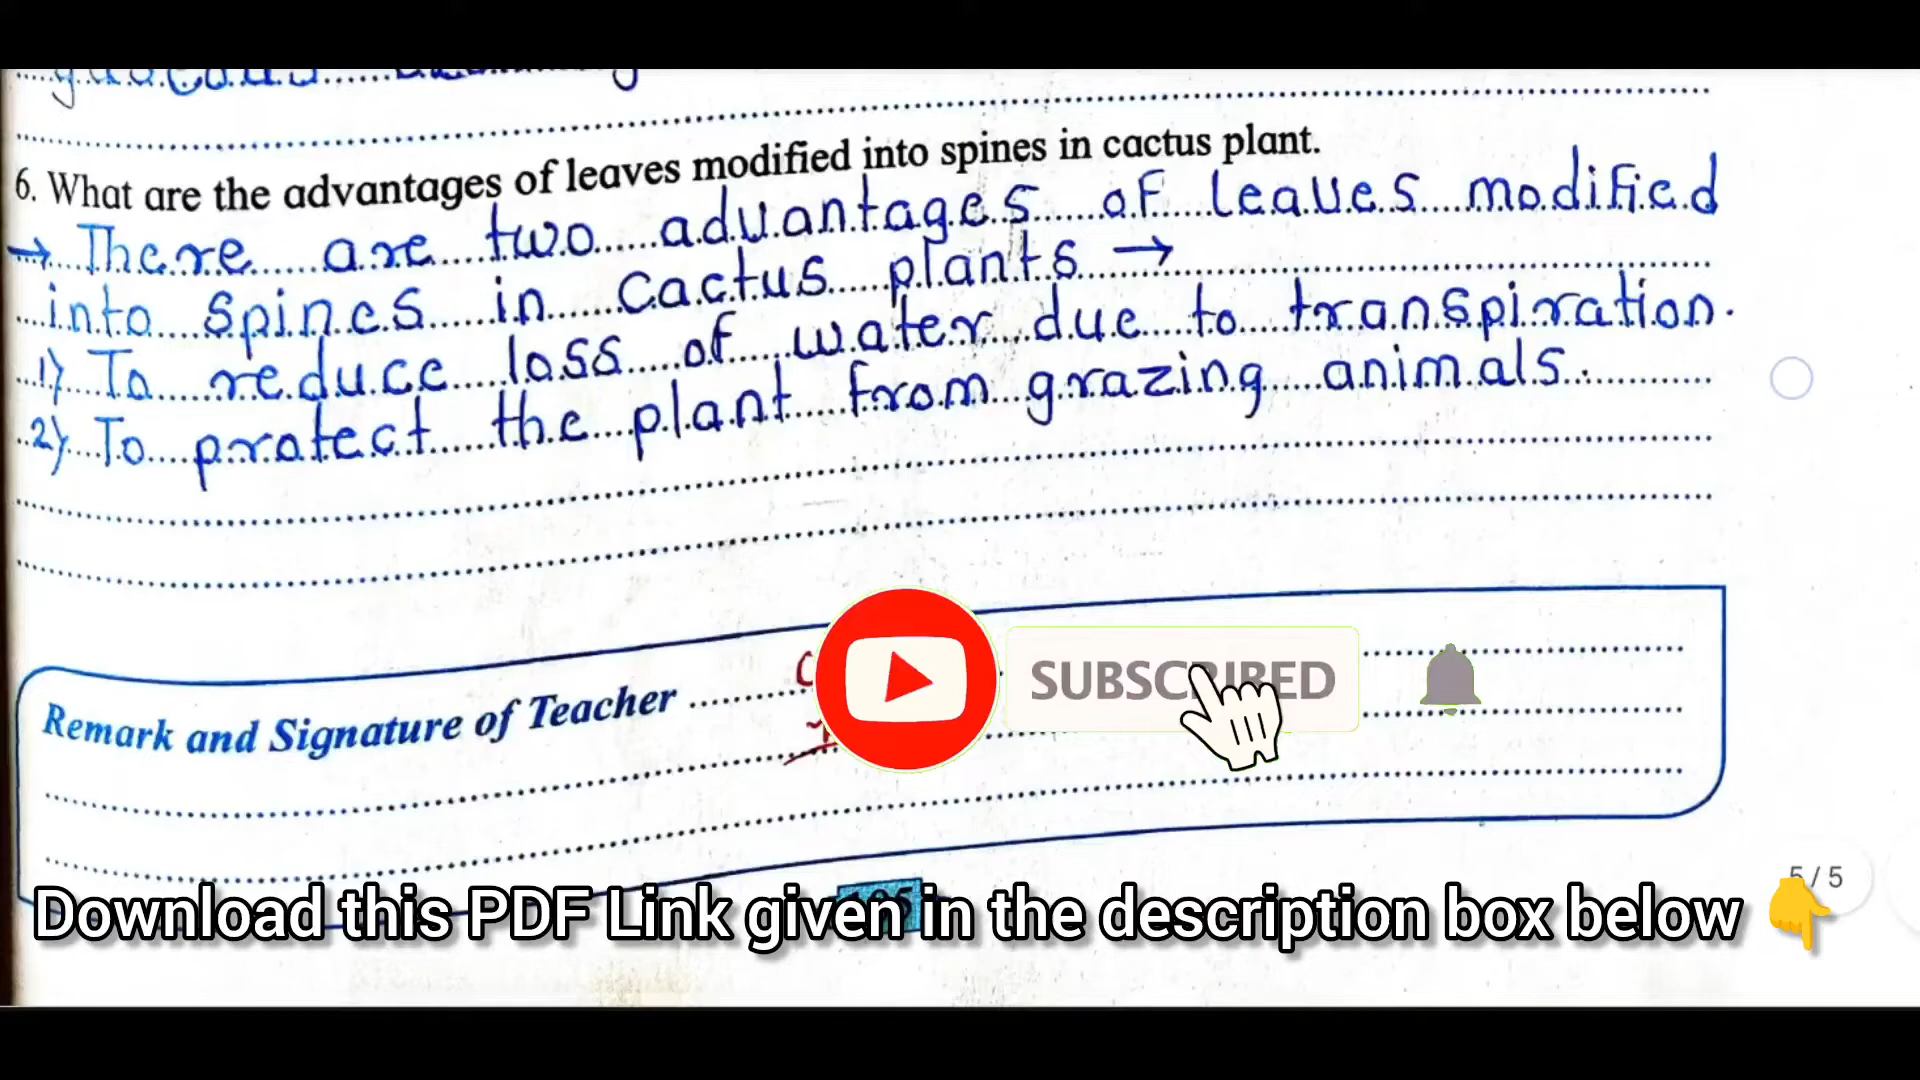 6. What are the advantages of leaves modified into spines in cactus plant.
→ There are two advantages of leaves modified
into spines in cactus plants →
1) To reduce loss of water due to transpiration.
2) To protect the plant from grazing animals.
SUBSCRIBED
Remark and Signature of Teacher
5 / 5
Download this PDF Link given in the description box below